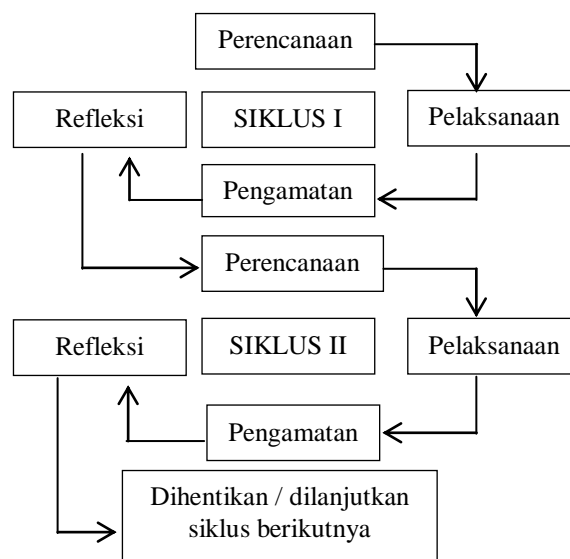 Perencanaan
Refleksi
SIKLUS I
Pelaksanaan
Pengamatan
Perencanaan
Refleksi
SIKLUS II
Pelaksanaan
Pengamatan
Dihentikan / dilanjutkan
siklus berikutnya